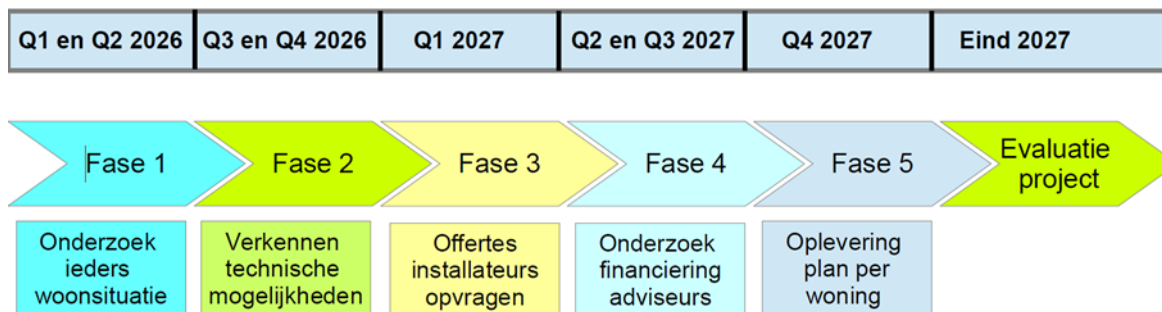 Q1 en Q2 2026
Q3 en Q4 2026
Q1 2027
Q2 en Q3 2027
Q4 2027
Eind 2027
Fase 1
Fase 2
Fase 3
Fase 4
Fase 5
Evaluatie
project
Onderzoek
ieders
woonsituatie
Verkennen
technische
mogelijkheden
Offertes
installateurs
opvragen
Onderzoek
financiering
adviseurs
Oplevering
plan per
woning